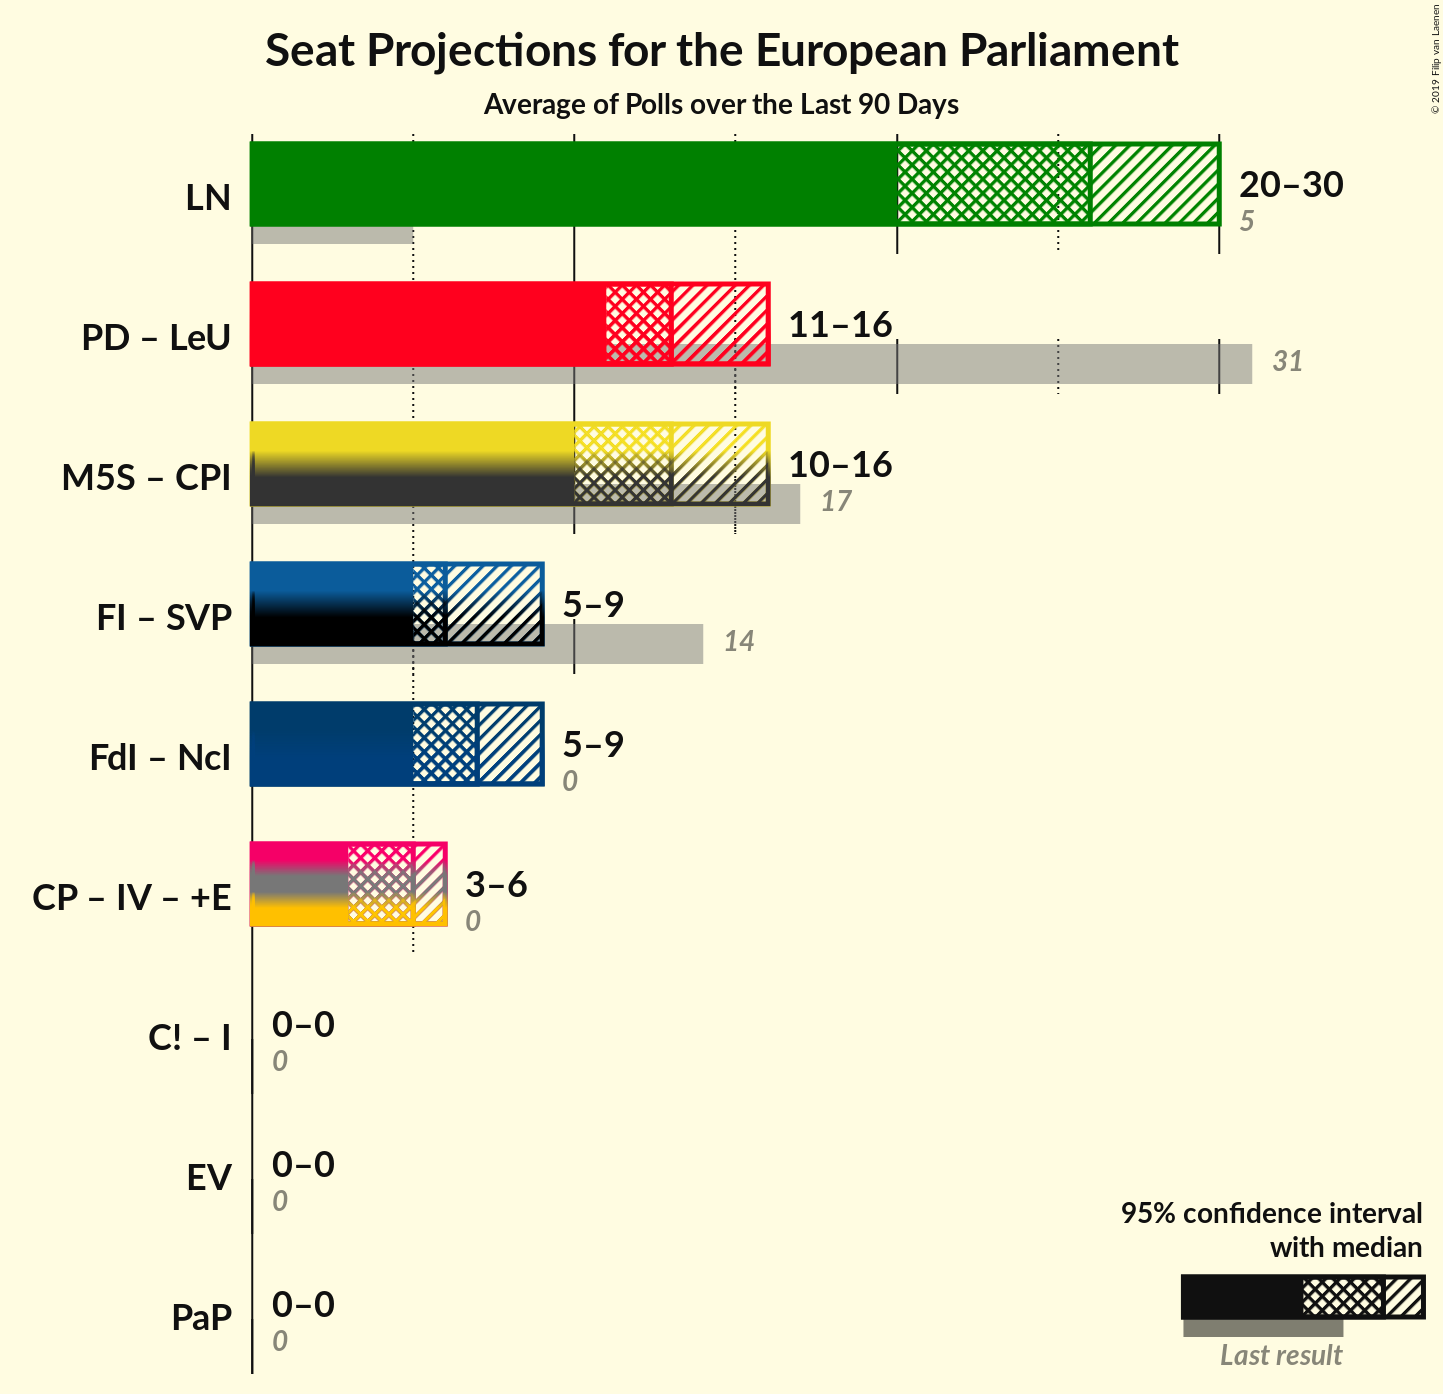 Seat Projections for the European Parliament
Average of Polls over the Last 90 Days
© 2019 Filip van Laenen
LN
20–30
5
PD – LeU
11–16
31
M5S – CPI
10–16
17
FI – SVP
5–9
14
FdI – NcI
5–9
0
CP – IV – +E
3–6
0
C! – I
0–0
0
EV
0–0
0
PaP
0–0
0
95% confidence interval
with median
Last result